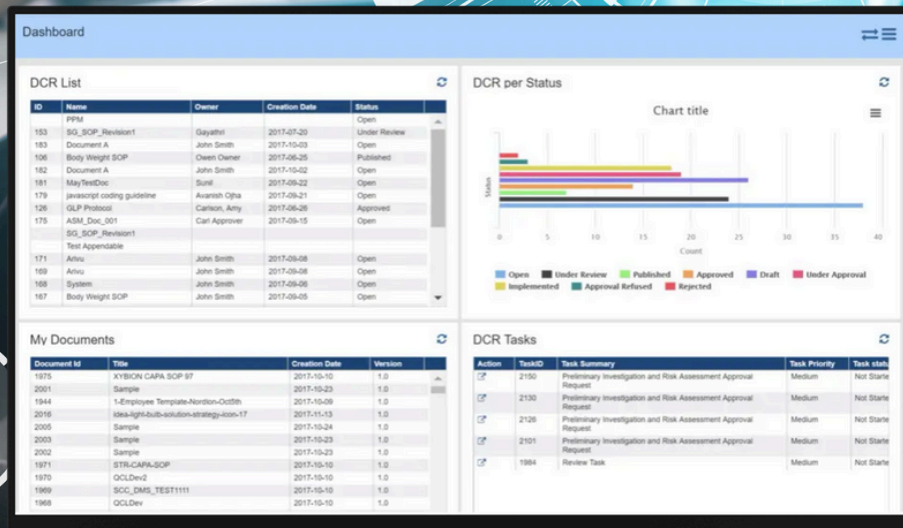 Dashboard
DCR List
ID Name Owner Creation Date Status
PPM Open
153 SG_SOP_Revision1 Gayathri 2017-07-20 Under Review
183 Document A John Smith 2017-10-03 Open
106 Body Weight SOP Owen Owner 2017-06-25 Published
182 Document A John Smith 2017-10-02 Open
181 MayTestDoc Sunil 2017-09-22 Open
179 javascript coding guideline Avanish Ojha 2017-09-21 Open
126 GLP Protocol Carlson, Amy 2017-06-26 Approved
175 ASM_Doc_001 Carl Approver 2017-09-15 Open
SG_SOP_Revision1
Test Appendable
171 Arivu John Smith 2017-09-08 Open
169 Arivu John Smith 2017-09-08 Open
168 System John Smith 2017-09-06 Open
167 Body Weight SOP John Smith 2017-09-05 Open
DCR per Status
Chart title
Status
0 5 10 15 20 25 30 35 40
Count
Open Under Review Published Approved Draft Under Approval
Implemented Approval Refused Rejected
My Documents
Document Id Title Creation Date Version
1975 XYBION CAPA SOP 97 2017-10-10 1.0
2001 Sample 2017-10-23 1.0
1944 1-Employee Template-Nordion-Oct5th 2017-10-09 1.0
2016 idea-light-bulb-solution-strategy-icon-17 2017-11-13 1.0
2005 Sample 2017-10-24 1.0
2003 Sample 2017-10-23 1.0
2002 Sample 2017-10-23 1.0
1971 STR-CAPA-SOP 2017-10-10 1.0
1970 QCLDev2 2017-10-10 1.0
1969 SCC_DMS_TEST1111 2017-10-10 1.0
1968 QCLDev 2017-10-10 1.0
DCR Tasks
Action TaskID Task Summary Task Priority Task statu
2150 Preliminary Investigation and Risk Assessment Approval Medium Not Starte
Request
2130 Preliminary Investigation and Risk Assessment Approval Medium Not Starte
Request
2126 Preliminary Investigation and Risk Assessment Approval Medium Not Starte
Request
2101 Preliminary Investigation and Risk Assessment Approval Medium Not Starte
Request
1984 Review Task Medium Not Starte